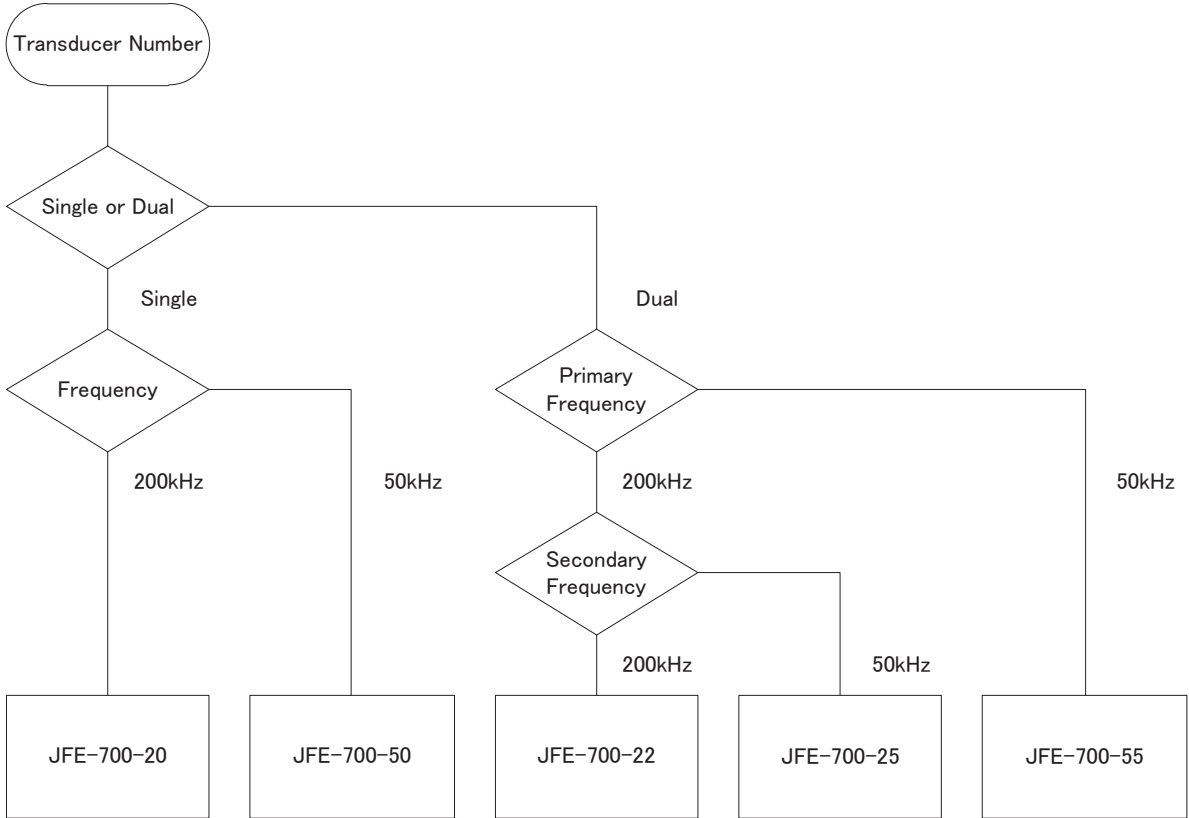 Transducer Number
Single or Dual
Single
Dual
Frequency
Primary
Frequency
200kHz
50kHz
200kHz
50kHz
Secondary
Frequency
200kHz
50kHz
JFE-700-20
JFE-700-50
JFE-700-22
JFE-700-25
JFE-700-55